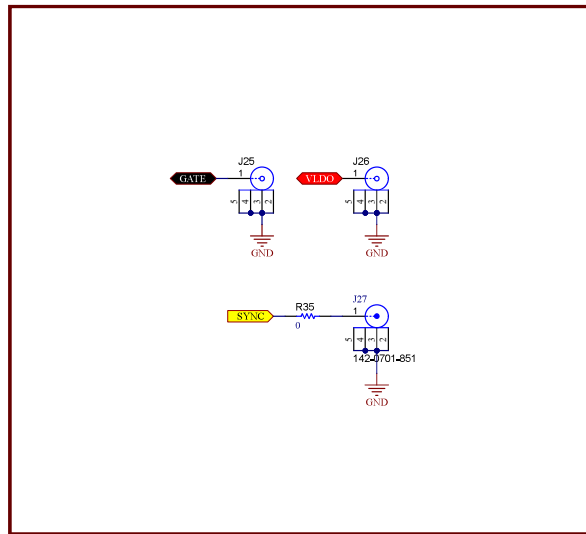 J25
J26
1
1
GATE
VLDO
5 4 3 2
5 4 3 2
GND
GND
J27
R35
1
SYNC
0
5 4 3 2
142-0701-851
GND